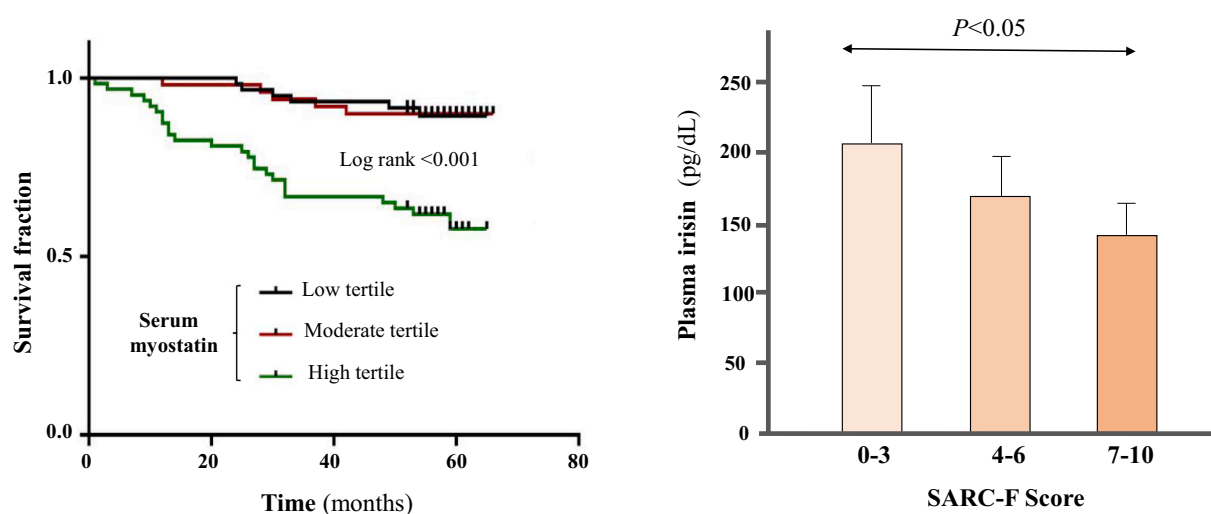 Survival fraction
1.0
0.5
0.0
Log rank <0.001
Serum
myostatin
Low tertile
Moderate tertile
High tertile
0
20
40
60
80
Time (months)
P<0.05
Plasma irisin (pg/dL)
250
200
150
100
50
0
0-3
4-6
7-10
SARC-F Score